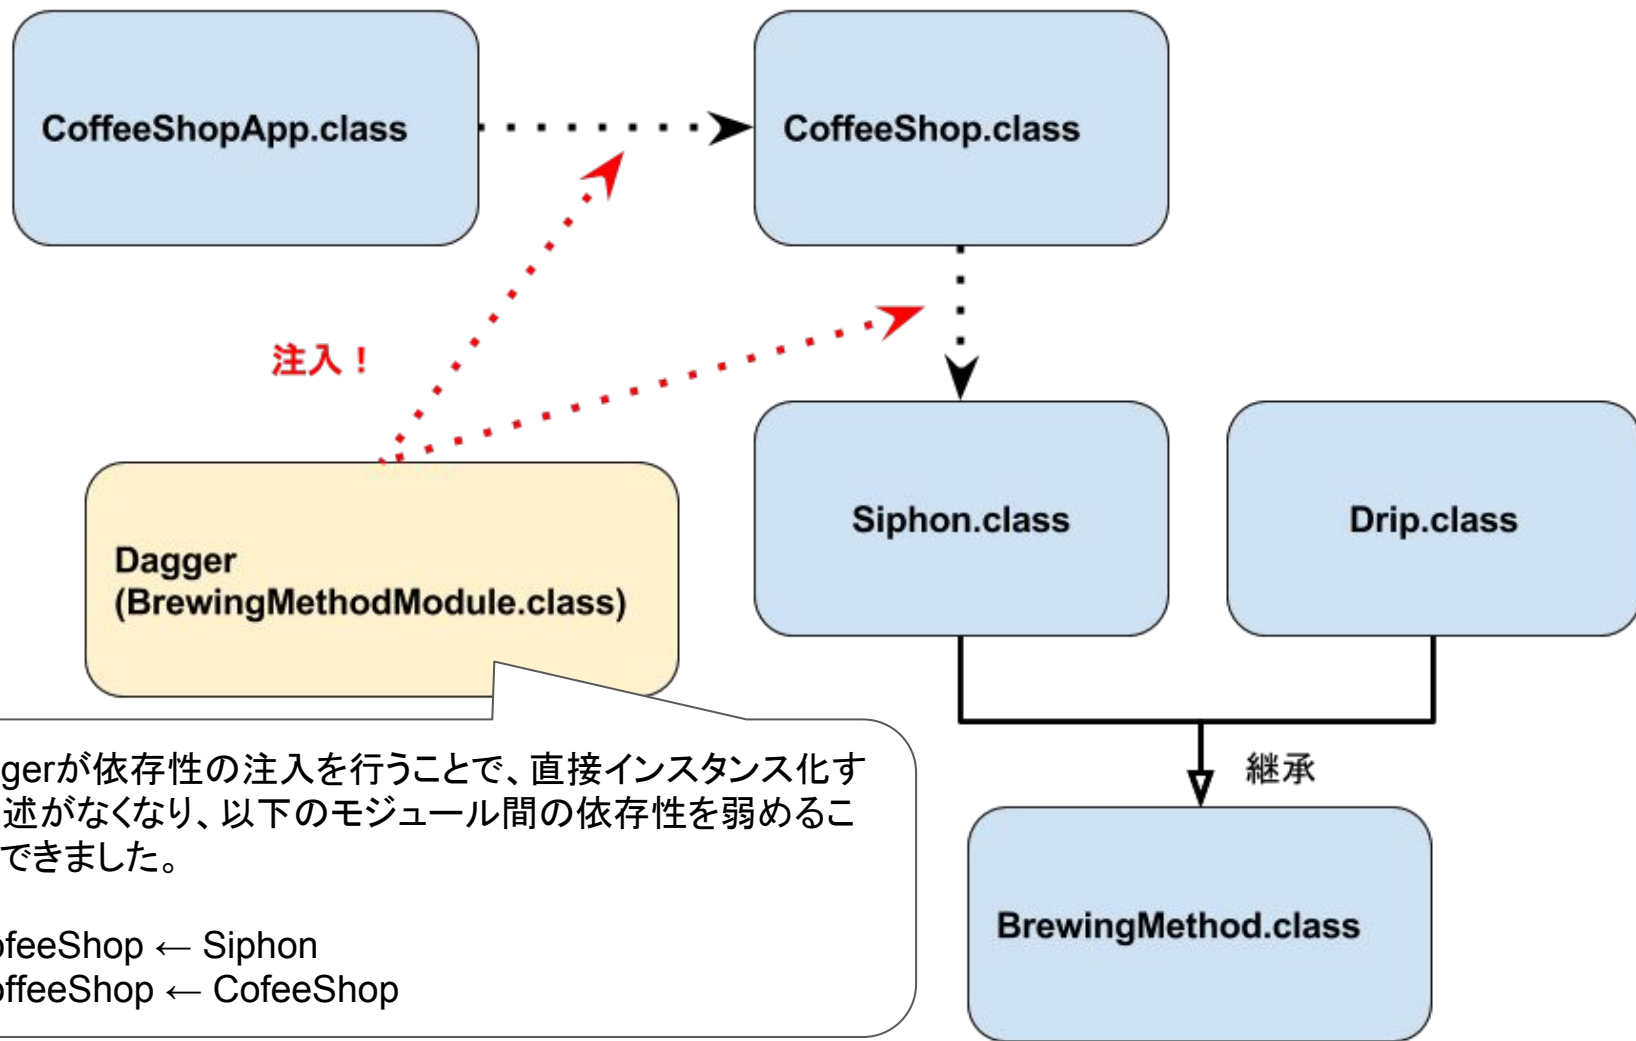 CoffeeShopApp.class
CoffeeShop.class
注入！
Siphon.class
Drip.class
Dagger
(BrewingMethodModule.class)
gerが依存性の注入を行うことで、直接インスタンス化す
述がなくなり、以下のモジュール間の依存性を弱めるこ
できました。
ofeeShop ← Siphon
offeeShop ← CofeeShop
継承
BrewingMethod.class